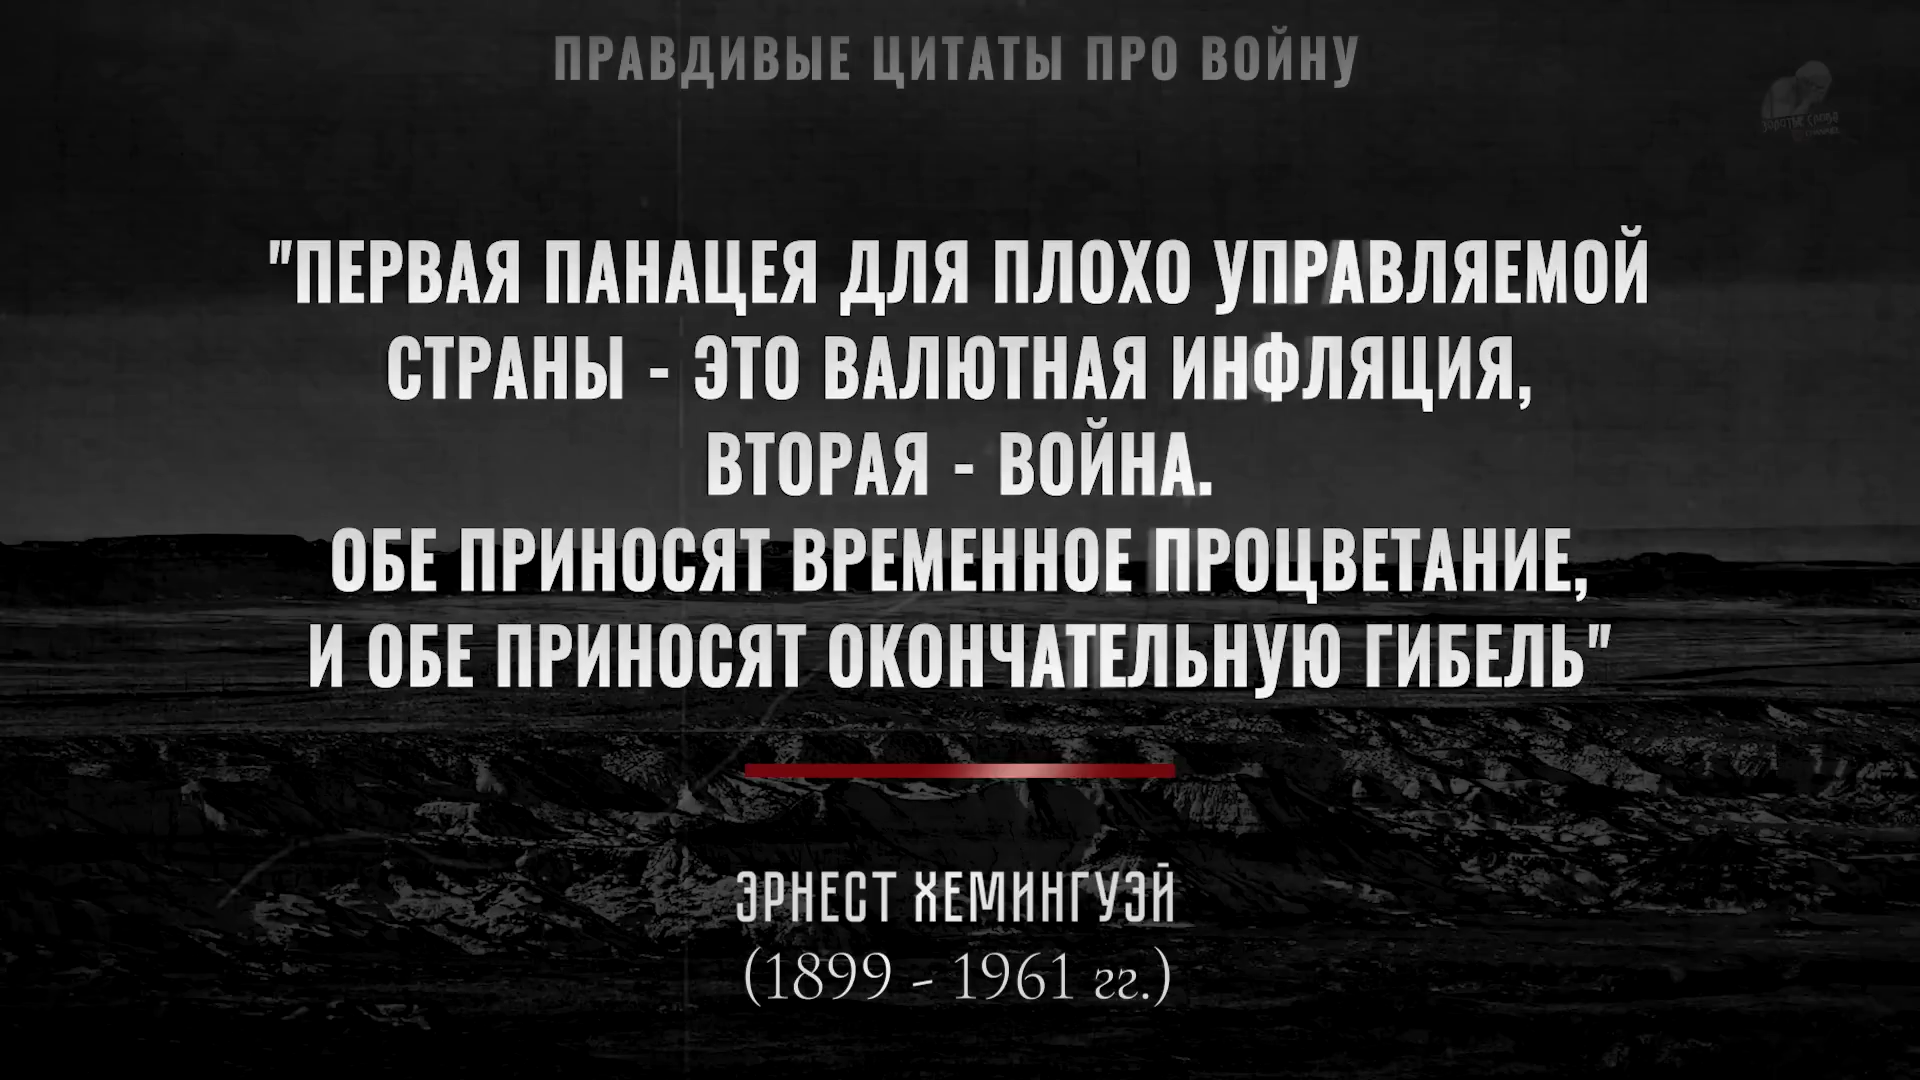 ПРАВДИВЫЕ ЦИТАТЫ ПРО ВОЙНУ
"ПЕРВАЯ ПАНАЦЕЯ ДЛЯ ПЛОХО УПРАВЛЯЕМОЙ
СТРАНЫ - ЭТО ВАЛЮТНАЯ ИНФЛЯЦИЯ,
ВТОРАЯ - ВОЙНА.
ОБЕ ПРИНОСЯТ ВРЕМЕННОЕ ПРОЦВЕТАНИЕ,
И ОБЕ ПРИНОСЯТ ОКОНЧАТЕЛЬНУЮ ГИБЕЛЬ"
ЭРНЕСТ ХЕМИНГУЭЙ
(1899 - 1961 гг.)